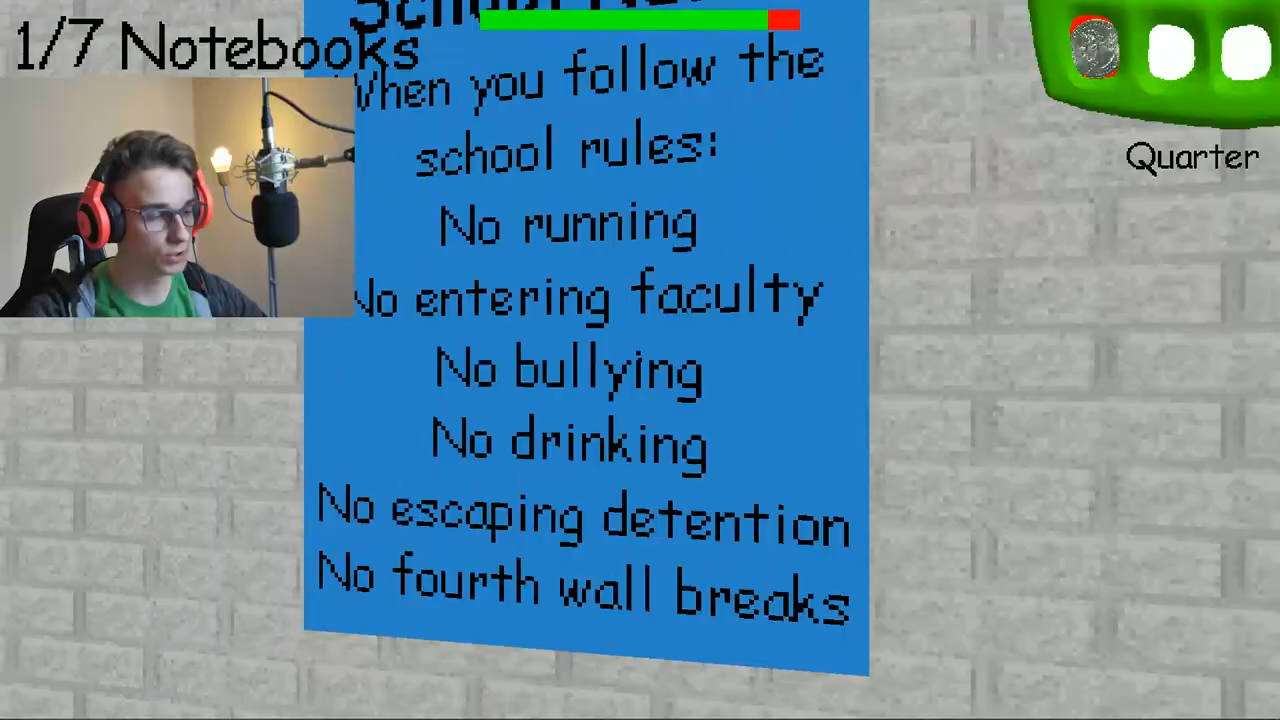 1/7 Notebooks
Quarter
When you follow the
school rules:
No running
No entering faculty
No bullying
No drinking
No escaping detention
No fourth wall breaks